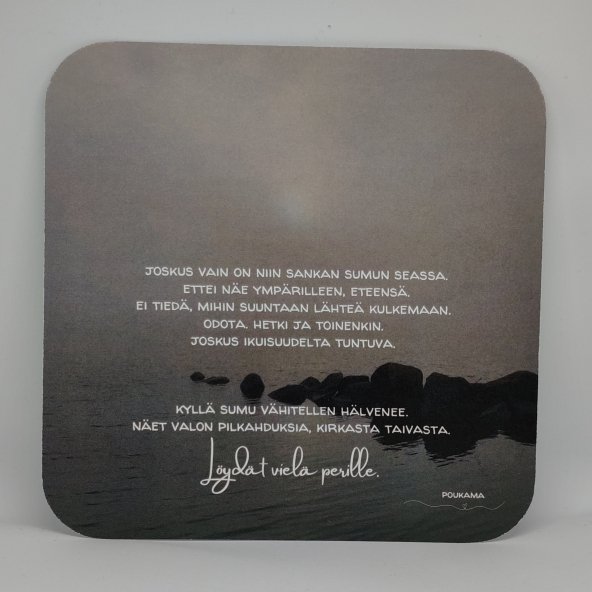 JOSKUS VAIN ON NIIN SANKAN SUMUN SEASSA.
ETTEI NÄE YMPÄRILLEEN, ETEENSÄ.
EI TIEDÄ, MIHIN SUUNTAAN LÄHTEÄ KULKEMAAN.
ODOTA. HETKI JA TOINENKIN.
JOSKUS IKUISUUDELTA TUNTUVA.
KYLLÄ SUMU VÄHITELLEN HÄLVENEE.
NÄET VALON PILKAHDUKSIA, KIRKASTA TAIVASTA.
Löydät vielä perille.
POUKAMA